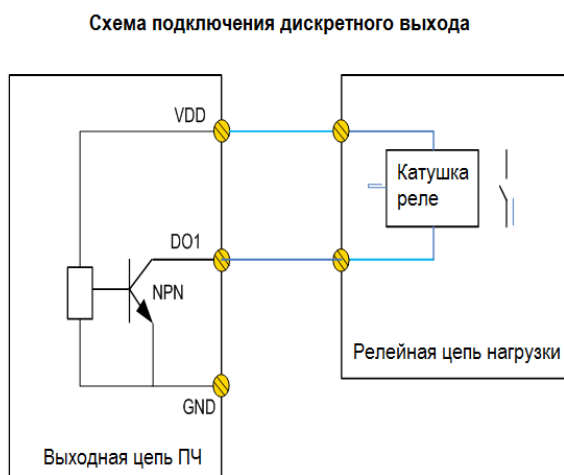 Схема подключения дискретного выхода
VDD
Катушка
реле
DO1
NPN
Релейная цепь нагрузки
GND
Выходная цепь ПЧ